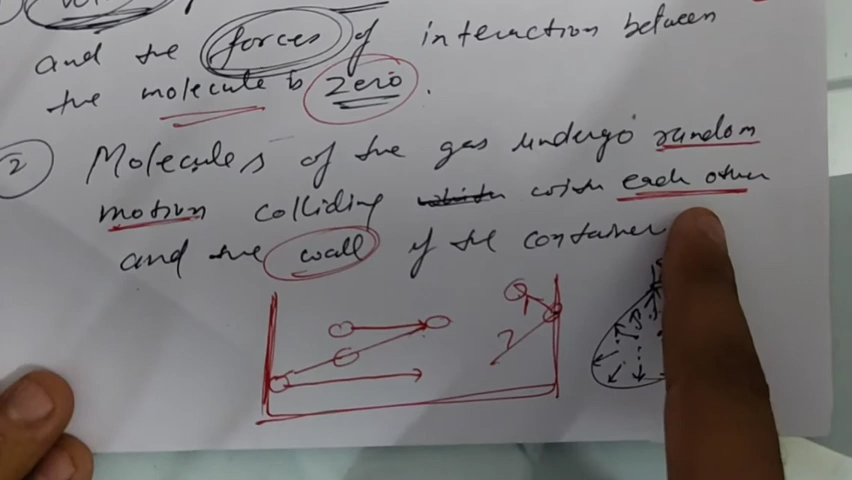 and the forces of interaction between
the molecule is zero.
2 Molecules of the gas undergo random
motion colliding with each other
and the wall of the container